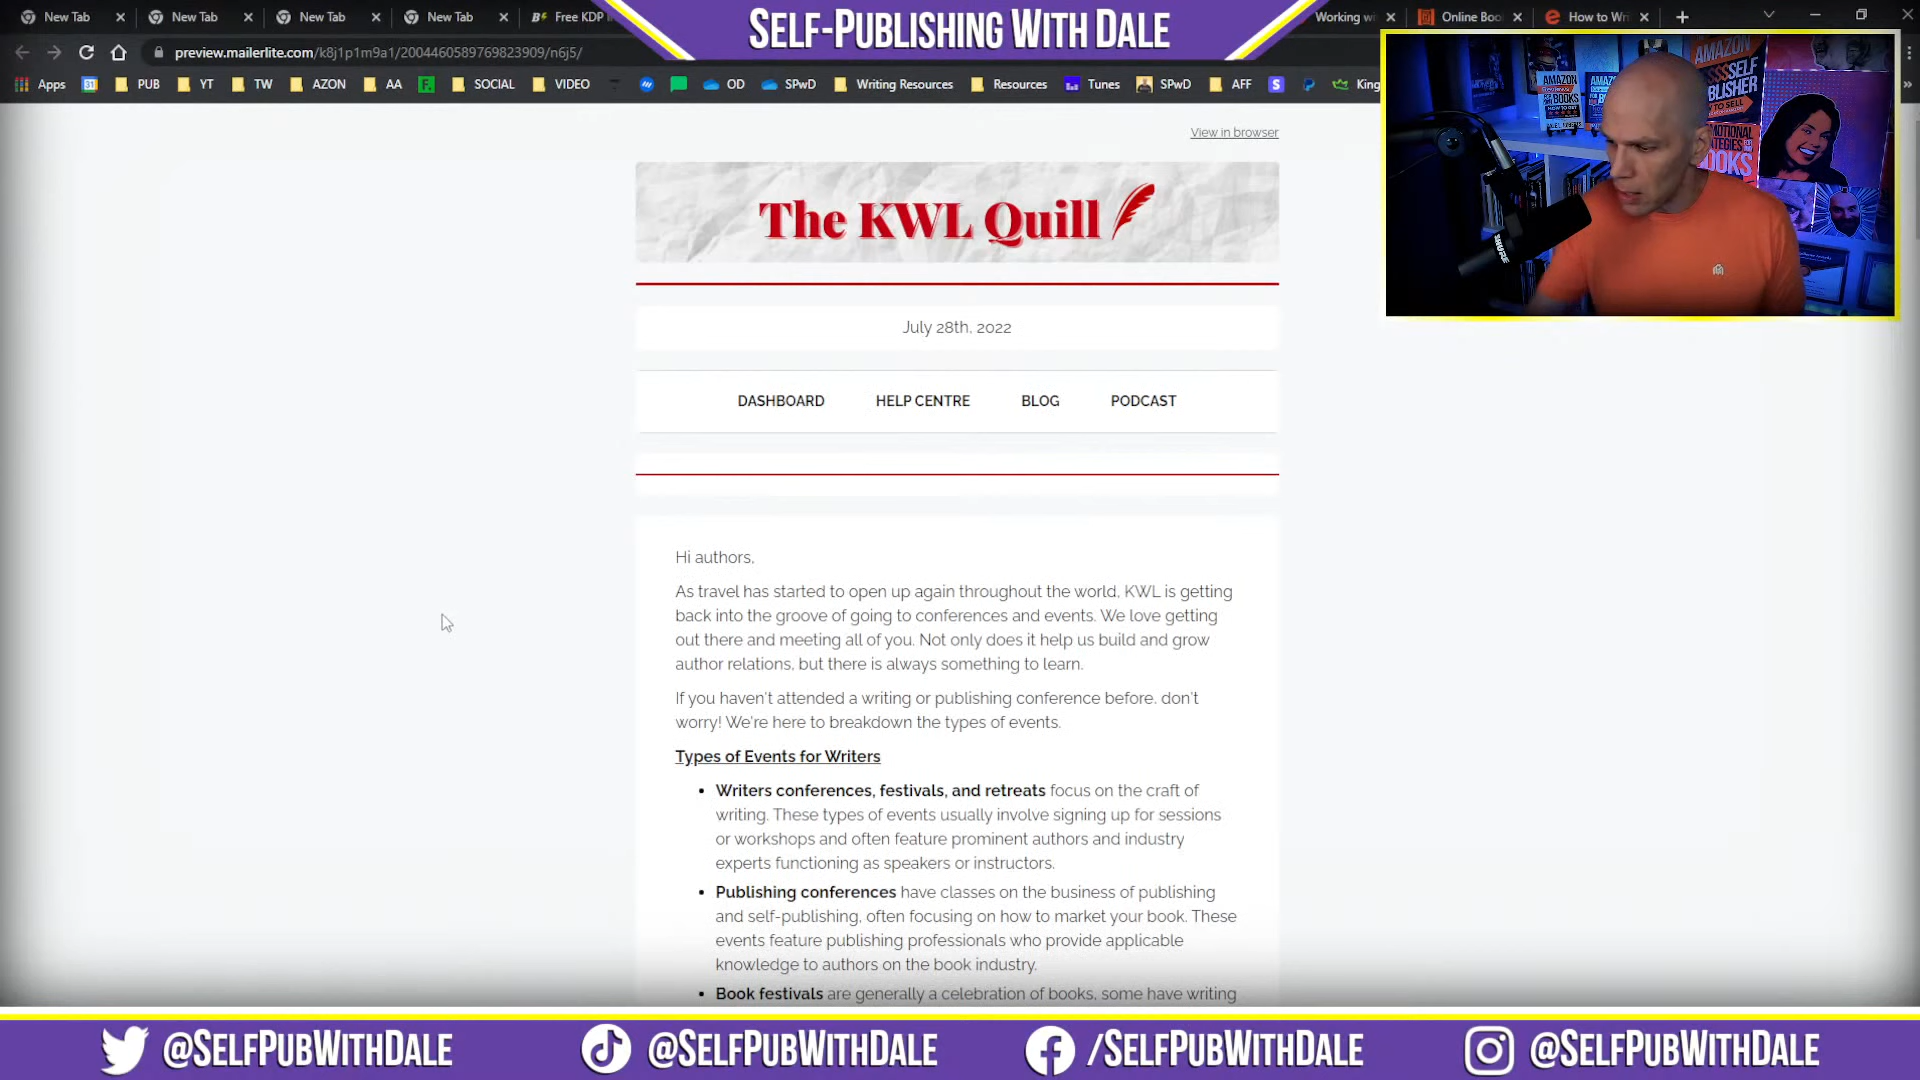 New Tab
New Tab
New Tab
New Tab
Free KDP
SELF-PUBLISHING WITH DALE
Working wi
Online Boo
How to Wri
preview.mailerlite.com/k8j1p1m9a1/2004460589769823909/n6j5/
Apps
31
PUB
YT
TW
AZON
AA
SOCIAL
VIDEO
OD
SPwD
Writing Resources
Resources
Tunes
SPwD
AFF
King
AMAZON
SELF
PUBLISHER
BOOKS
SHURE
View in browser
The KWL Quill
July 28th, 2022
DASHBOARD
HELP CENTRE
BLOG
PODCAST
Hi authors,
As travel has started to open up again throughout the world, KWL is getting
back into the groove of going to conferences and events. We love getting
out there and meeting all of you. Not only does it help us build and grow
author relations, but there is always something to learn.
If you haven't attended a writing or publishing conference before, don't
worry! We're here to breakdown the types of events.
Types of Events for Writers
• Writers conferences, festivals, and retreats focus on the craft of
writing. These types of events usually involve signing up for sessions
or workshops and often feature prominent authors and industry
experts functioning as speakers or instructors.
• Publishing conferences have classes on the business of publishing
and self-publishing, often focusing on how to market your book. These
events feature publishing professionals who provide applicable
knowledge to authors on the book industry.
• Book festivals are generally a celebration of books, some have writing
@SELFPUBWITHDALE
@SELFPUBWITHDALE
/SELFPUBWITHDALE
@SELFPUBWITHDALE